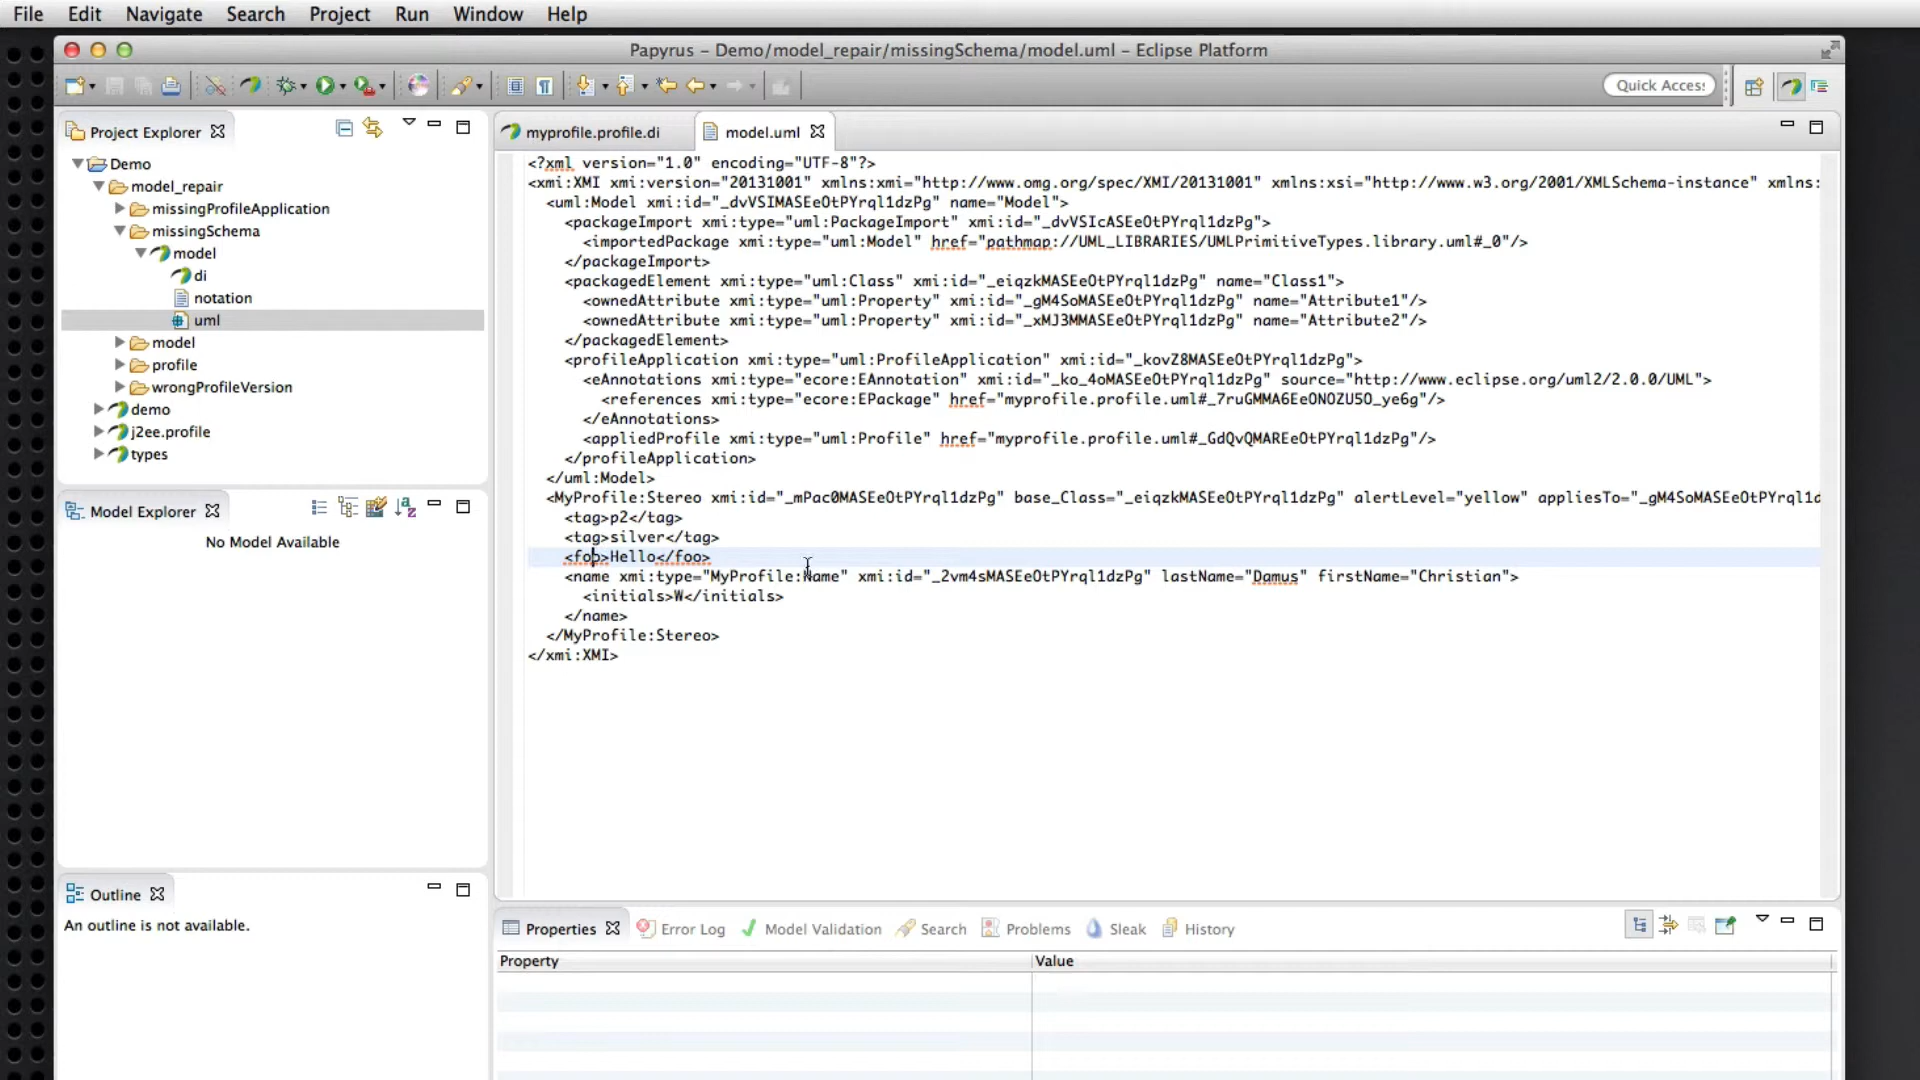 File Edit Navigate Search Project Run Window Help
Papyrus – Demo/model_repair/missingSchema/model.uml – Eclipse Platform
Quick Access
Project Explorer
Demo
model_repair
missingProfileApplication
missingSchema
model
di
notation
uml
model
profile
wrongProfileVersion
demo
j2ee.profile
types
Model Explorer
No Model Available
Outline
An outline is not available.
myprofile.profile.di model.uml
<?xml version="1.0" encoding="UTF-8"?>
<xmi:XMI xmi:version="20131001" xmlns:xmi="http://www.omg.org/spec/XMI/20131001" xmlns:xsi="http://www.w3.org/2001/XMLSchema-instance" xmlns:
<uml:Model xmi:id="_dvVSIMASEeOtPYrql1dzPg" name="Model">
<packageImport xmi:type="uml:PackageImport" xmi:id="_dvVSIcASEeOtPYrql1dzPg">
<importedPackage xmi:type="uml:Model" href="pathmap://UML_LIBRARIES/UMLPrimitiveTypes.library.uml#_0"/>
</packageImport>
<packagedElement xmi:type="uml:Class" xmi:id="_eiqzkMASEeOtPYrql1dzPg" name="Class1">
<ownedAttribute xmi:type="uml:Property" xmi:id="_gM4SoMASEeOtPYrql1dzPg" name="Attribute1"/>
<ownedAttribute xmi:type="uml:Property" xmi:id="_xMJ3MMASEeOtPYrql1dzPg" name="Attribute2"/>
</packagedElement>
<profileApplication xmi:type="uml:ProfileApplication" xmi:id="_kovZ8MASEeOtPYrql1dzPg">
<eAnnotations xmi:type="ecore:EAnnotation" xmi:id="_ko_4oMASEeOtPYrql1dzPg" source="http://www.eclipse.org/uml2/2.0.0/UML">
<references xmi:type="ecore:EPackage" href="myprofile.profile.uml#_7ruGMMA6EeONOZU5O_ye6g"/>
</eAnnotations>
<appliedProfile xmi:type="uml:Profile" href="myprofile.profile.uml#_GdQvQMAREeOtPYrql1dzPg"/>
</profileApplication>
</uml:Model>
<MyProfile:Stereo xmi:id="_mPac0MASEeOtPYrql1dzPg" base_Class="_eiqzkMASEeOtPYrql1dzPg" alertLevel="yellow" appliesTo="_gM4SoMASEeOtPYrql1d
<tag>p2</tag>
<tag>silver</tag>
<foo>Hello</foo>
<name xmi:type="MyProfile:Name" xmi:id="_2vm4sMASEeOtPYrql1dzPg" lastName="Damus" firstName="Christian">
<initials>W</initials>
</name>
</MyProfile:Stereo>
</xmi:XMI>
Properties Error Log Model Validation Search Problems Sleak History
Property Value